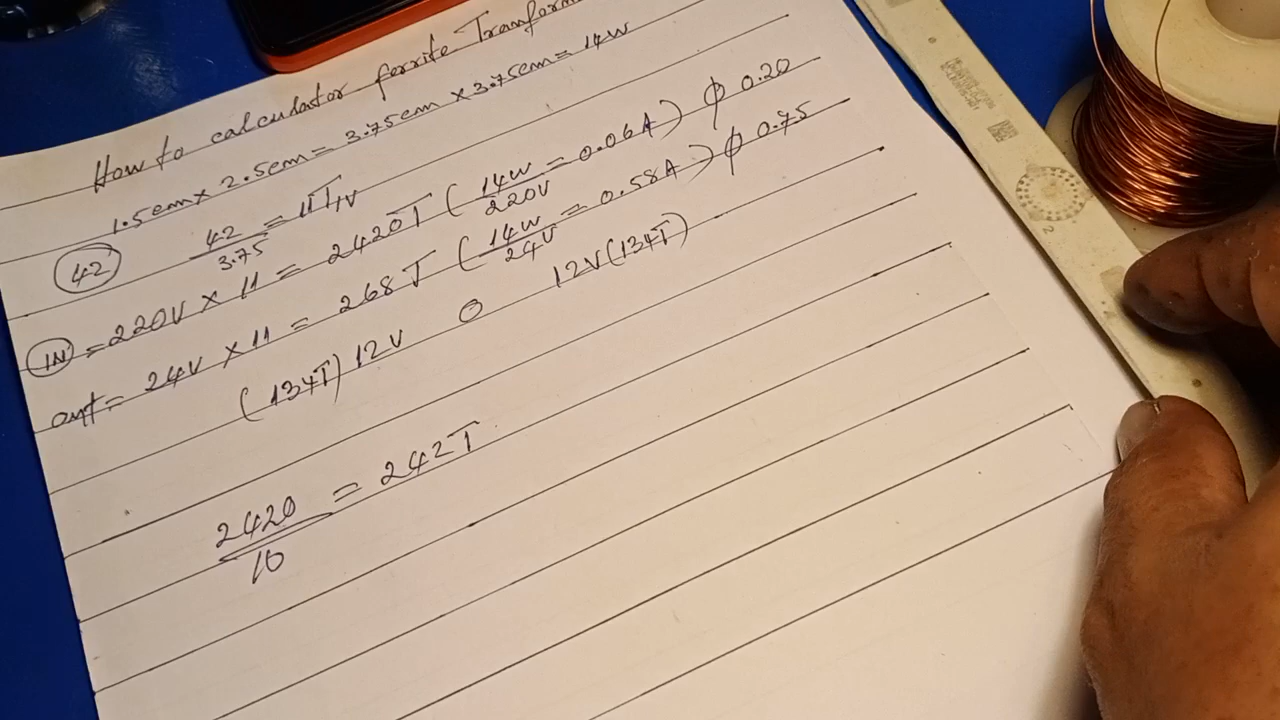 How to calculator ferrite Transform
1.5cm x 2.5cm = 3.75cm x 3.75cm = 14W
42 42/3.75 = 11T/1V
IN = 220V x 11 = 2420T (14W/220V = 0.06A) φ 0.20
out = 24V x 11 = 268T (14W/24V = 0.58A) φ 0.75
(134T) 12V 0 12V (134T)
2420/10 = 242T